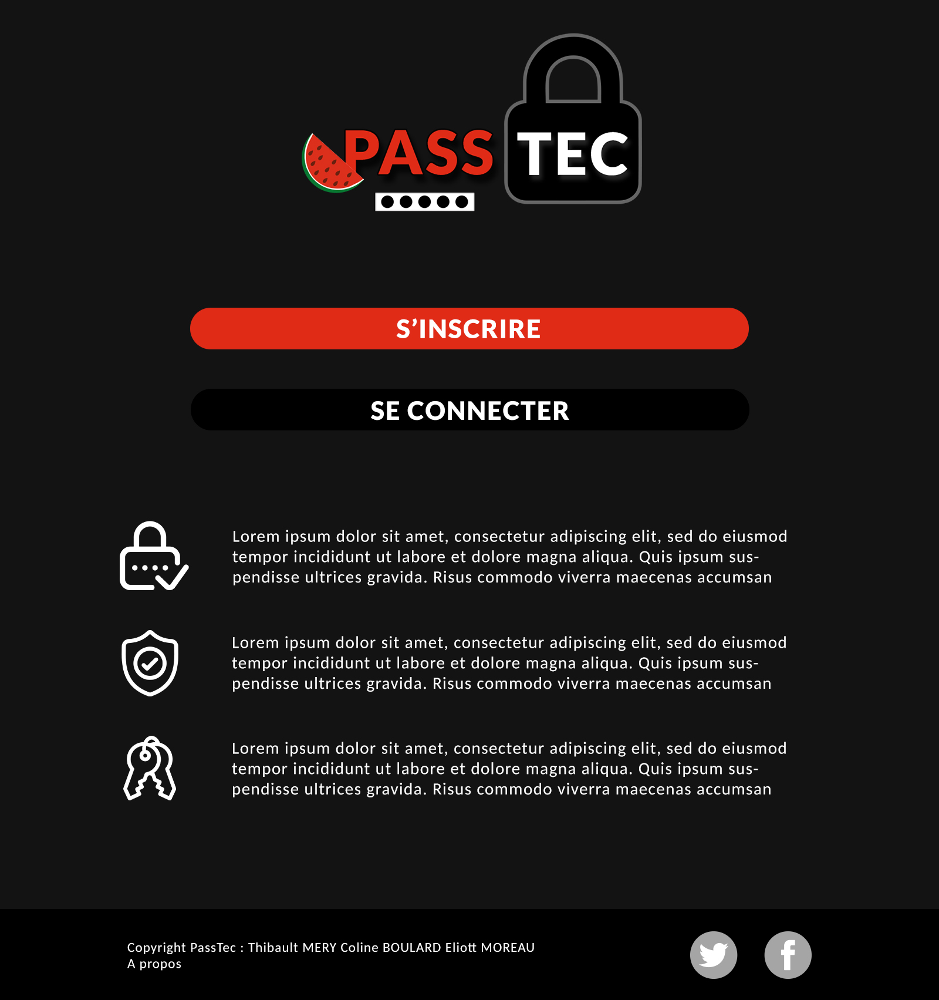 PASS TEC
S’INSCRIRE
SE CONNECTER
Lorem ipsum dolor sit amet, consectetur adipiscing elit, sed do eiusmod
tempor incididunt ut labore et dolore magna aliqua. Quis ipsum sus-
pendisse ultrices gravida. Risus commodo viverra maecenas accumsan
Lorem ipsum dolor sit amet, consectetur adipiscing elit, sed do eiusmod
tempor incididunt ut labore et dolore magna aliqua. Quis ipsum sus-
pendisse ultrices gravida. Risus commodo viverra maecenas accumsan
Lorem ipsum dolor sit amet, consectetur adipiscing elit, sed do eiusmod
tempor incididunt ut labore et dolore magna aliqua. Quis ipsum sus-
pendisse ultrices gravida. Risus commodo viverra maecenas accumsan
Copyright PassTec : Thibault MERY Coline BOULARD Eliott MOREAU
A propos